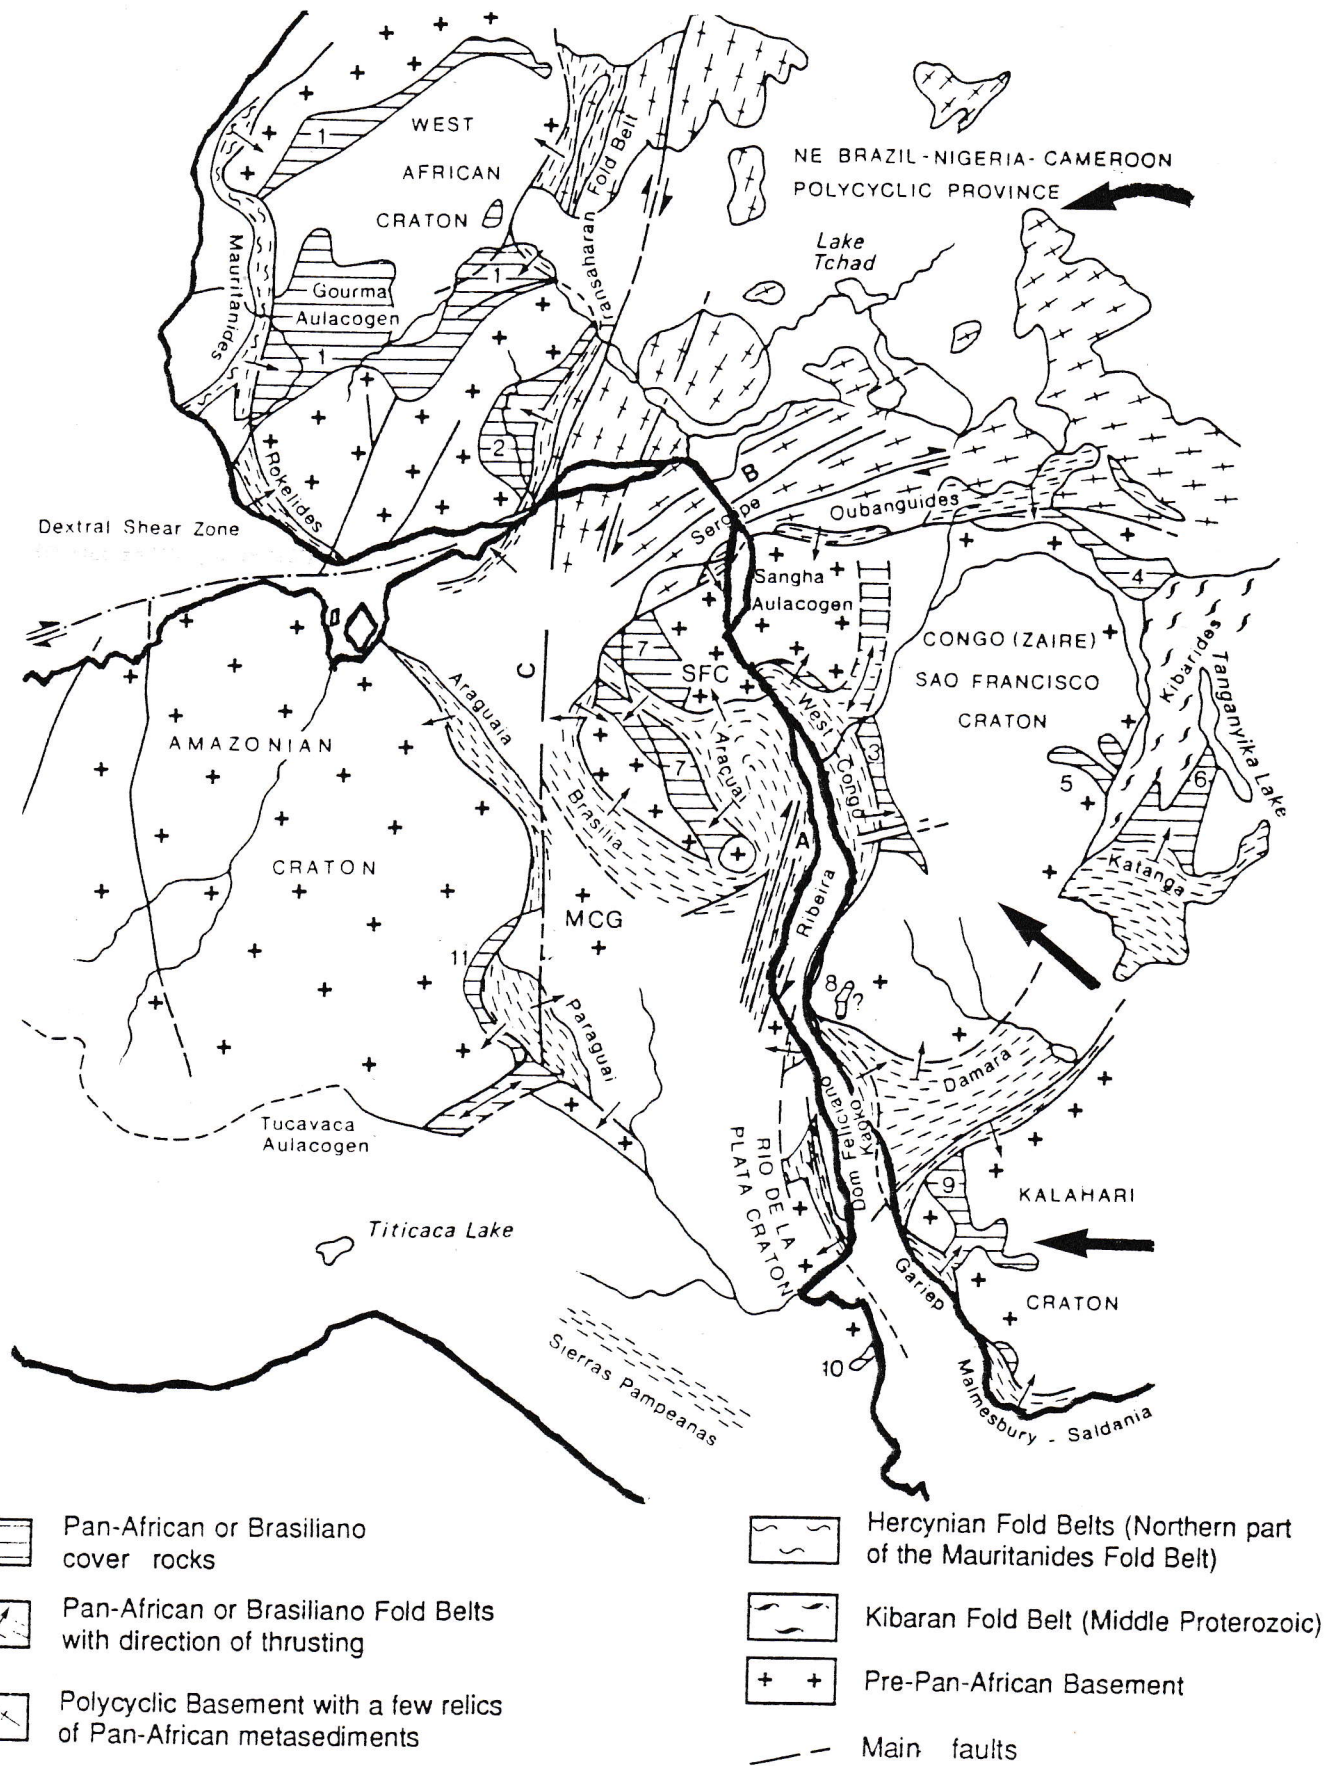 WEST
AFRICAN
CRATON
1
Fold Belt
Transaharan
NE BRAZIL-NIGERIA-CAMEROON
POLYCYCLIC PROVINCE
Lake
Tchad
Mauritanides
Gourma
Aulacogen
1
1
2
Rokelides
Dextral Shear Zone
B
Sergipe
Oubanguides
Sangha
Aulacogen
4
7
SFC
CONGO (ZAIRE)
SAO FRANCISCO
CRATON
Kibarides
Tanganyika Lake
C
Araguaia
AMAZONIAN
CRATON
West
Congo
3
5
6
7
Araçuai
Brasilia
A
Katanga
Ribeira
MCG
11
8
?
Paraguai
Damara
Tucavaca
Aulacogen
Dom Feliciano
Kaoko
RIO DE LA
PLATA CRATON
9
KALAHARI
CRATON
Titicaca Lake
Gariep
Sierras Pampeanas
10
Malmesbury - Saldania
Pan-African or Brasiliano
cover rocks
Pan-African or Brasiliano Fold Belts
with direction of thrusting
Polycyclic Basement with a few relics
of Pan-African metasediments
Hercynian Fold Belts (Northern part
of the Mauritanides Fold Belt)
Kibaran Fold Belt (Middle Proterozoic)
Pre-Pan-African Basement
Main faults